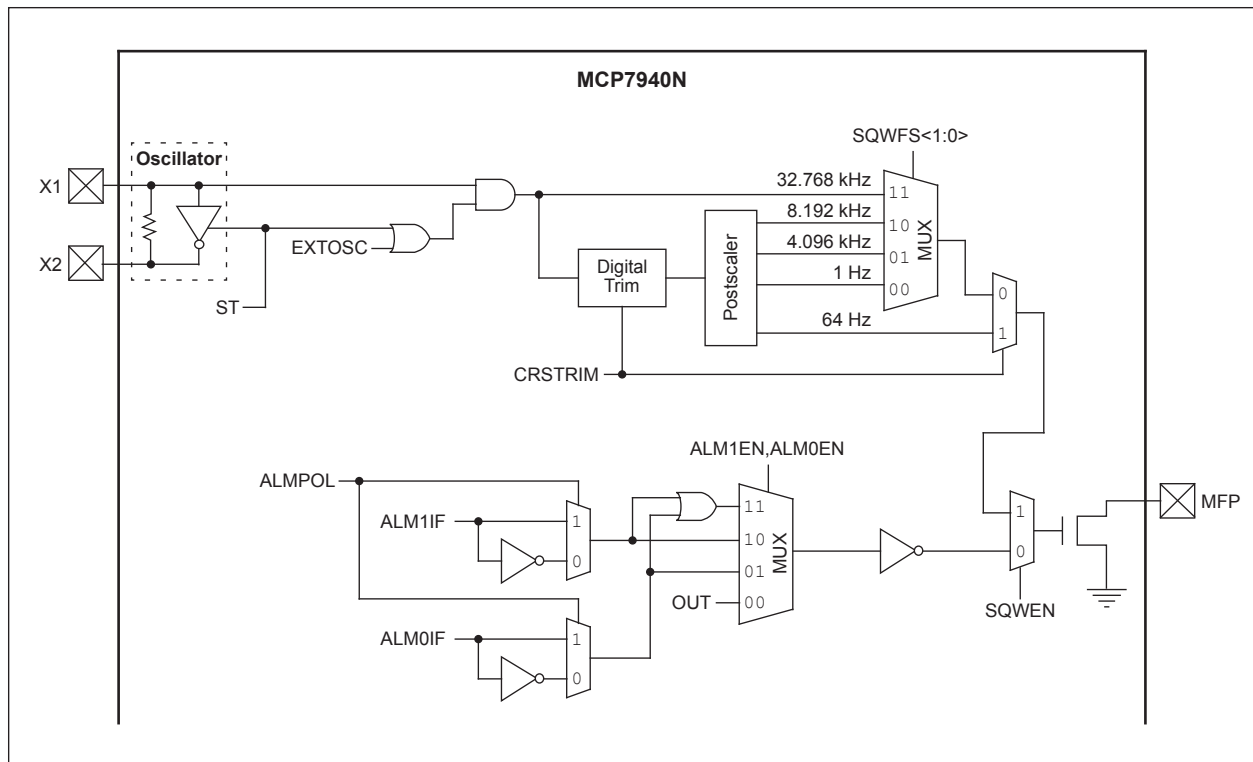 MCP7940N
SQWFS<1:0>
Oscillator
X1
32.768 kHz
11
8.192 kHz
10
EXTOSC
4.096 kHz
01
MUX
X2
Digital
Trim
Postscaler
1 Hz
00
0
ST
64 Hz
1
CRSTRIM
ALM1EN,ALM0EN
ALMPOL
MFP
ALM1IF
1
11
1
0
10
MUX
0
01
OUT
00
SQWEN
ALM0IF
1
0